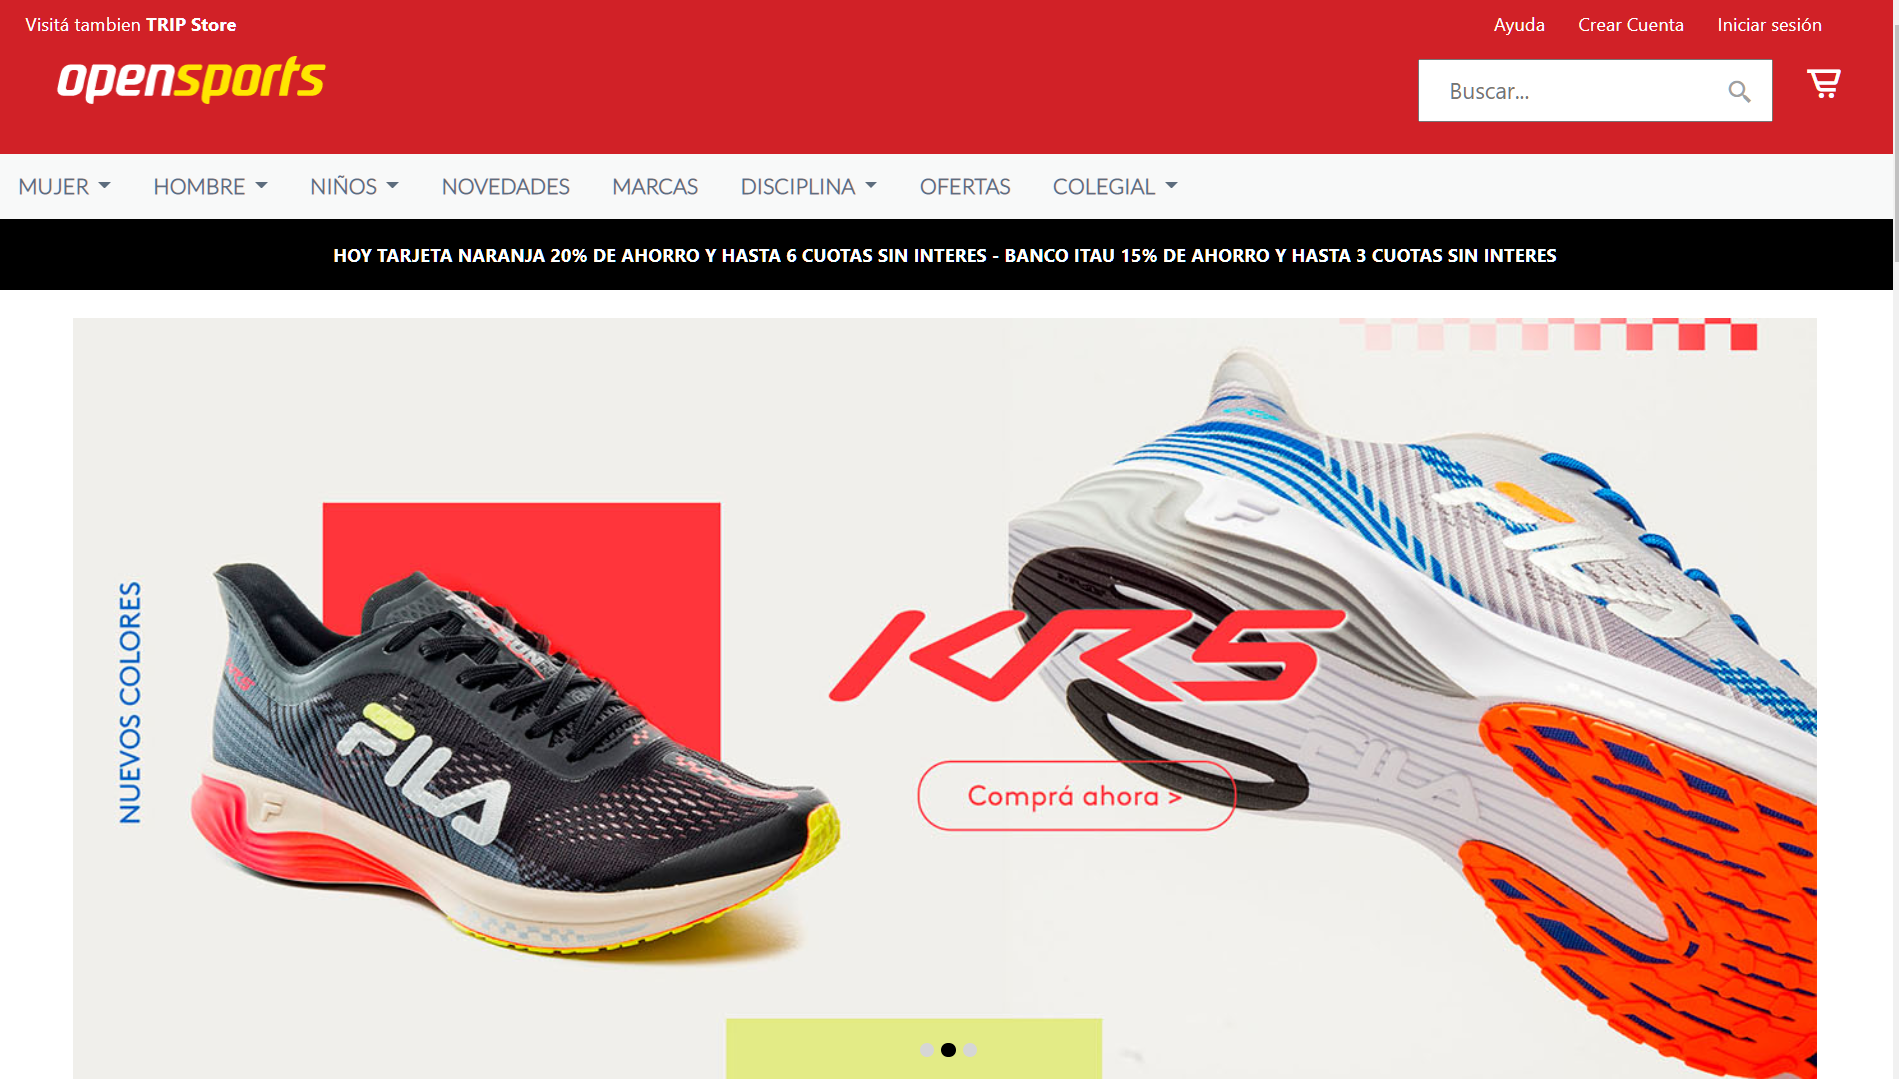 Visitá tambien TRIP Store
Ayuda Crear Cuenta Iniciar sesión
opensports
Buscar...
MUJER HOMBRE NIÑOS NOVEDADES MARCAS DISCIPLINA OFERTAS COLEGIAL
HOY TARJETA NARANJA 20% DE AHORRO Y HASTA 6 CUOTAS SIN INTERES - BANCO ITAU 15% DE AHORRO Y HASTA 3 CUOTAS SIN INTERES
NUEVOS COLORES
FILA
KR5
Comprá ahora >
FILA